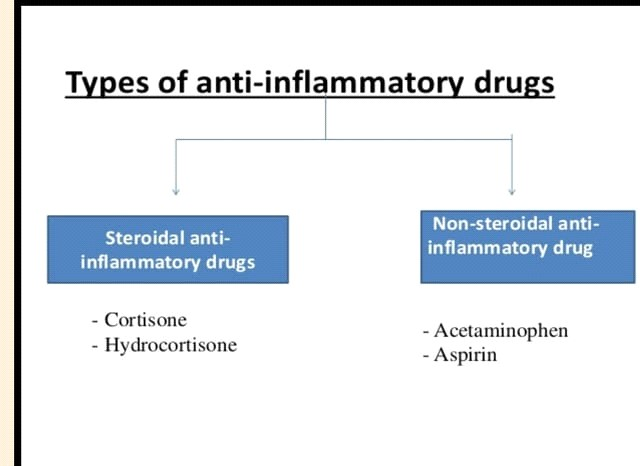 Types of anti-inflammatory drugs
Steroidal anti-
inflammatory drugs
- Cortisone
- Hydrocortisone
Non-steroidal anti-
inflammatory drug
- Acetaminophen
- Aspirin